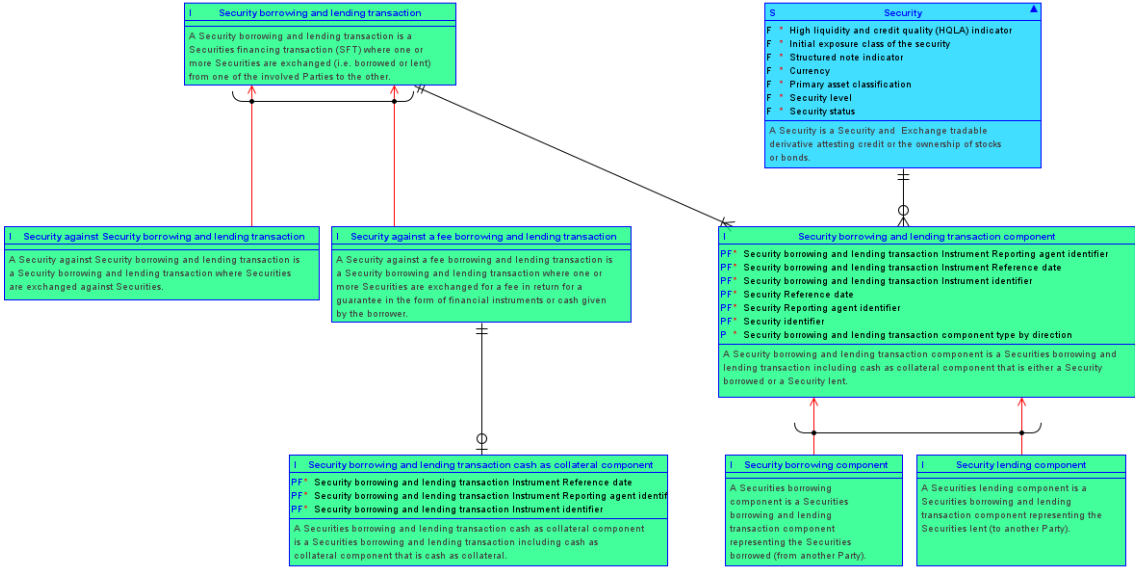 I Security borrowing and lending transaction
A Security borrowing and lending transaction is a
Securities financing transaction (SFT) where one or
more Securities are exchanged (i.e. borrowed or lent)
from one of the involved Parties to the other.
S Security
F * High liquidity and credit quality (HQLA) indicator
F * Initial exposure class of the security
F * Structured note indicator
F * Currency
F * Primary asset classification
F * Security level
F * Security status
A Security is a Security and Exchange tradable
derivative attesting credit or the ownership of stocks
or bonds.
I Security against Security borrowing and lending transaction
A Security against Security borrowing and lending transaction is
a Security borrowing and lending transaction where Securities
are exchanged against Securities.
I Security against a fee borrowing and lending transaction
A Security against a fee borrowing and lending transaction is
a Security borrowing and lending transaction where one or
more Securities are exchanged for a fee in return for a
guarantee in the form of financial instruments or cash given
by the borrower.
I Security borrowing and lending transaction component
PF* Security borrowing and lending transaction Instrument Reporting agent identifier
PF* Security borrowing and lending transaction Instrument Reference date
PF* Security borrowing and lending transaction Instrument identifier
PF* Security Reference date
PF* Security Reporting agent identifier
PF* Security identifier
P * Security borrowing and lending transaction component type by direction
A Security borrowing and lending transaction component is a Securities borrowing and
lending transaction including cash as collateral component that is either a Security
borrowed or a Security lent.
I Security borrowing and lending transaction cash as collateral component
PF* Security borrowing and lending transaction Instrument Reference date
PF* Security borrowing and lending transaction Instrument Reporting agent identif
PF* Security borrowing and lending transaction Instrument identifier
A Securities borrowing and lending transaction cash as collateral component
is a Securities borrowing and lending transaction including cash as
collateral component that is cash as collateral.
I Security borrowing component
A Securities borrowing
component is a Securities
borrowing and lending
transaction component
representing the Securities
borrowed (from another Party).
I Security lending component
A Securities lending component is a
Securities borrowing and lending
transaction component representing the
Securities lent (to another Party).